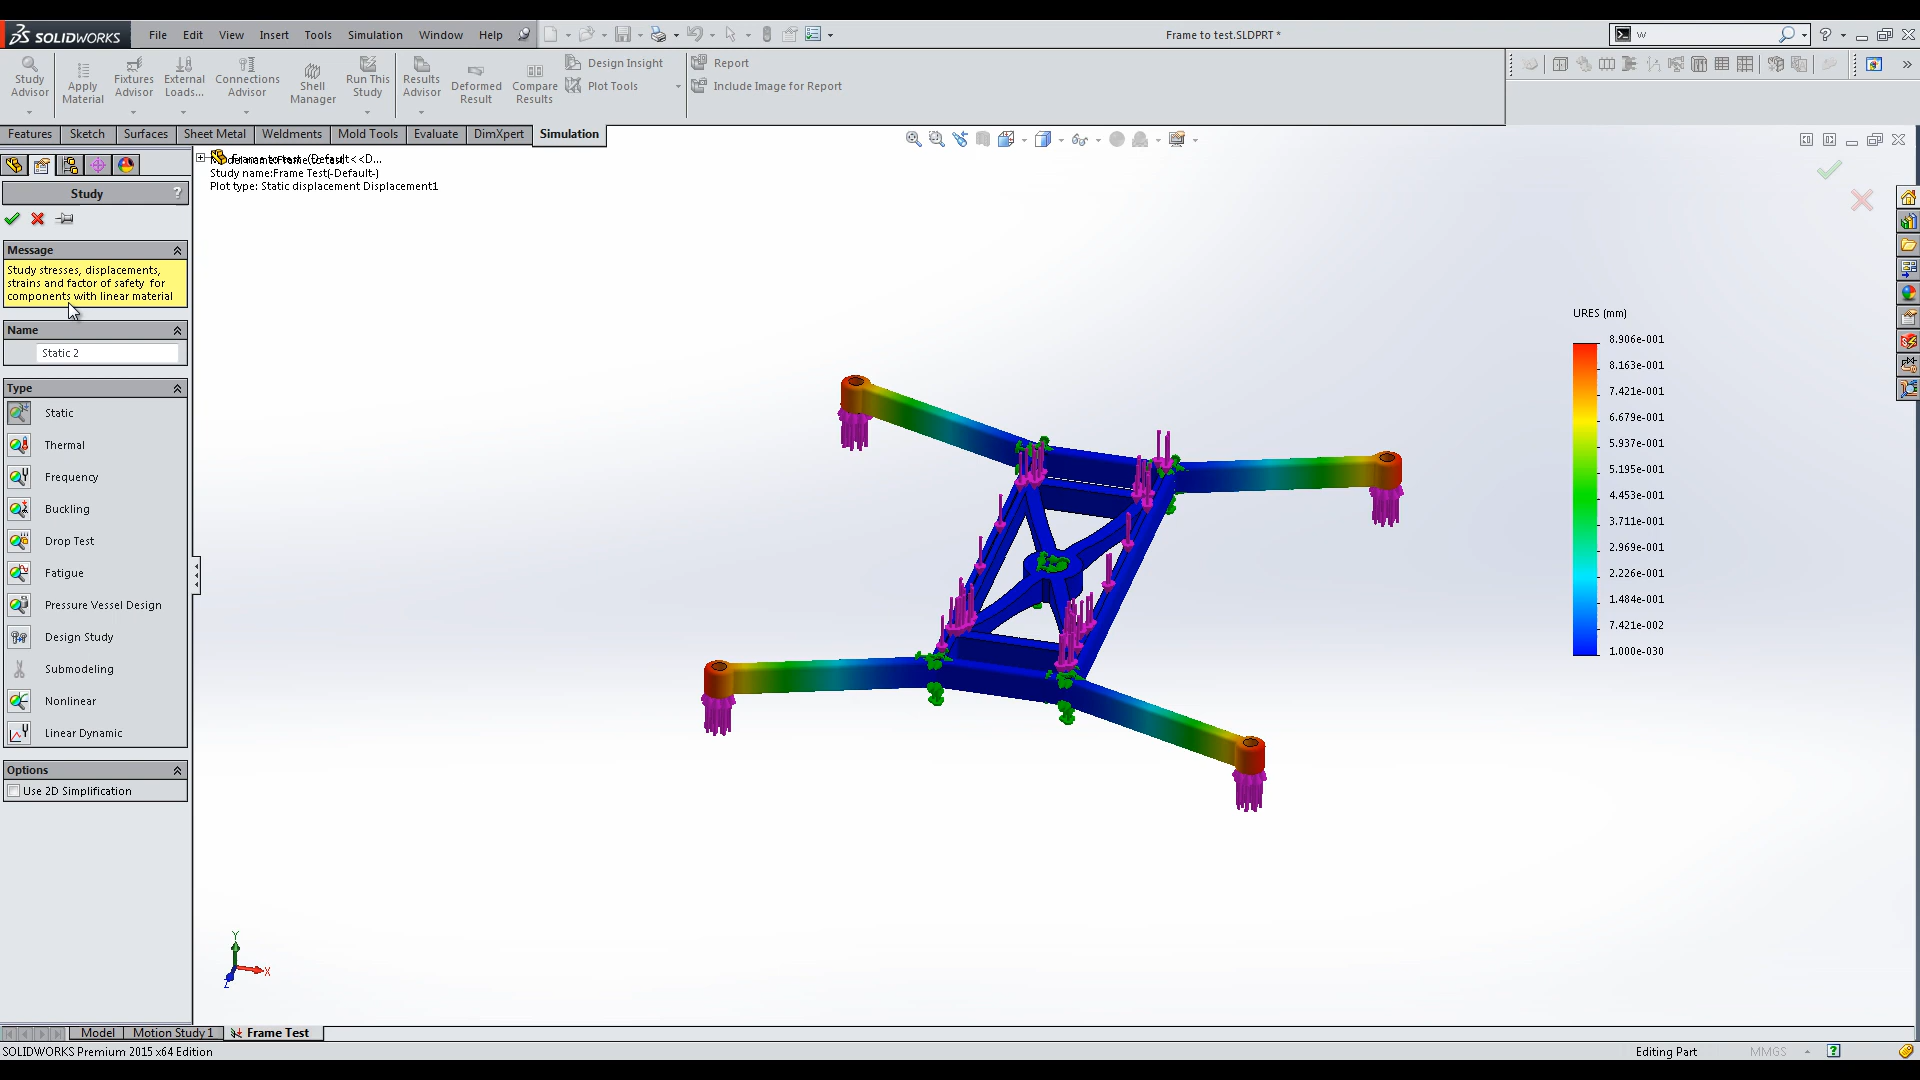 SOLIDWORKS
File Edit View Insert Tools Simulation Window Help
Frame to test.SLDPRT *
w
Study Advisor
Apply Material
Fixtures Advisor
External Loads...
Connections Advisor
Shell Manager
Run This Study
Results Advisor
Deformed Result
Compare Results
Design Insight
Plot Tools
Report
Include Image for Report
Features Sketch Surfaces Sheet Metal Weldments Mold Tools Evaluate DimXpert Simulation
Study ?
Message
Study stresses, displacements,
strains and factor of safety for
components with linear material
Name
Static 2
Type
Static
Thermal
Frequency
Buckling
Drop Test
Fatigue
Pressure Vessel Design
Design Study
Submodeling
Nonlinear
Linear Dynamic
Options
Use 2D Simplification
Study name:Frame Test(-Default-)
Plot type: Static displacement Displacement1
URES (mm)
8.906e-001
8.163e-001
7.421e-001
6.679e-001
5.937e-001
5.195e-001
4.453e-001
3.711e-001
2.969e-001
2.226e-001
1.484e-001
7.421e-002
1.000e-030
Y
X
Z
Model Motion Study 1 Frame Test
SOLIDWORKS Premium 2015 x64 Edition
Editing Part
MMGS